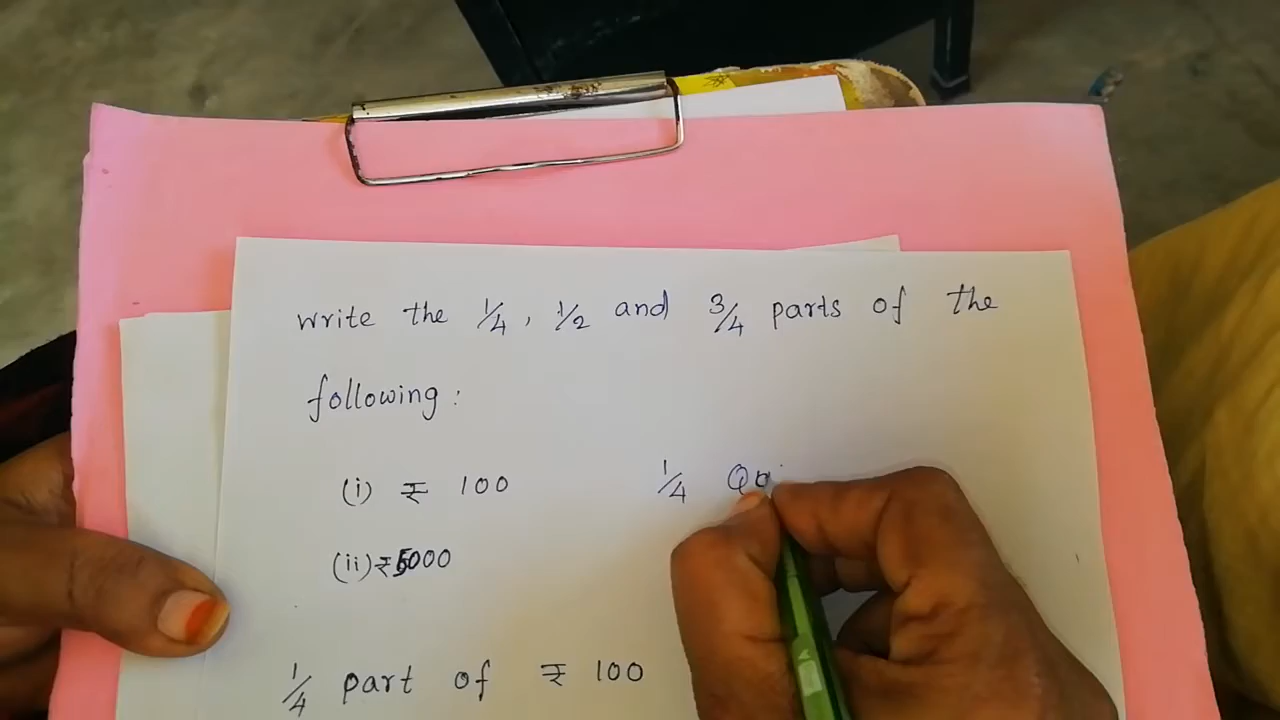 write the 1/4, 1/2 and 3/4 parts of the
following:
(i) ₹ 100 1/4
(ii) ₹5000
1/4 part of ₹ 100